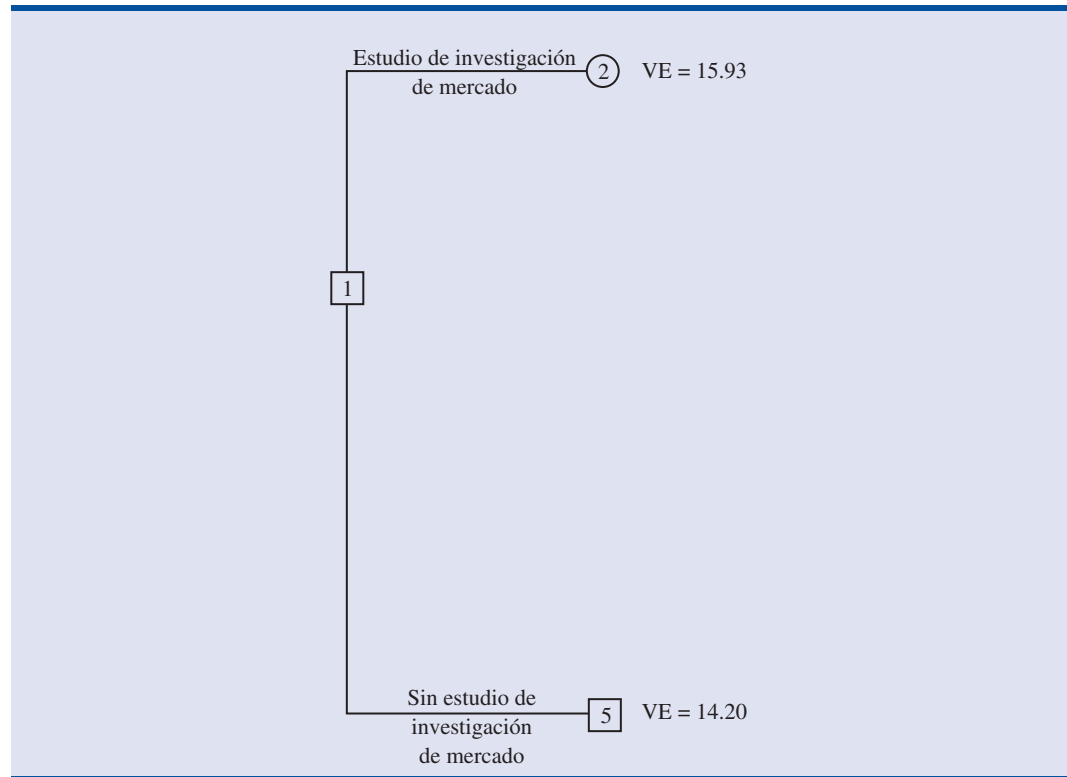 Estudio de investigación
de mercado
2
VE = 15.93
1
Sin estudio de
investigación
de mercado
5
VE = 14.20